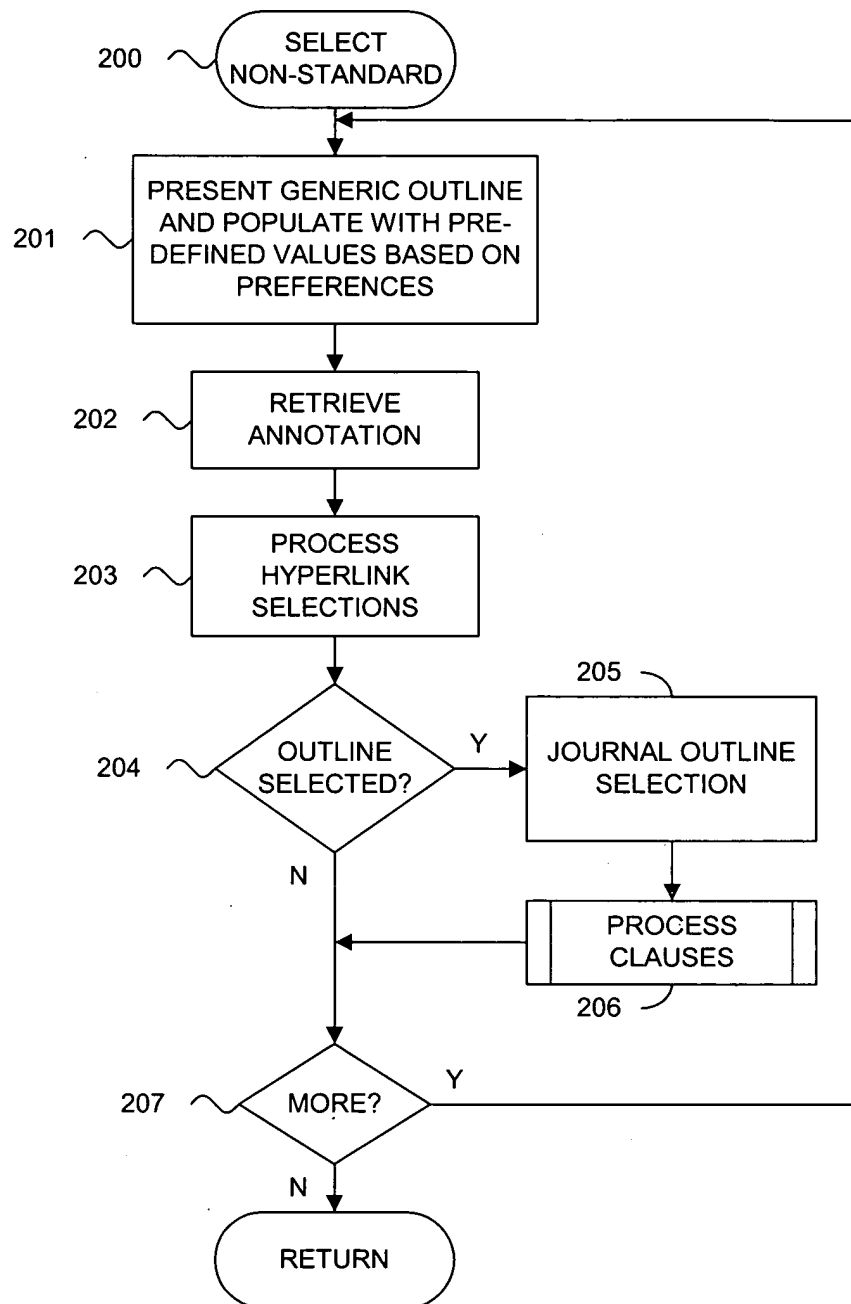 200
SELECT
NON-STANDARD
201
PRESENT GENERIC OUTLINE
AND POPULATE WITH PRE-
DEFINED VALUES BASED ON
PREFERENCES
202
RETRIEVE
ANNOTATION
203
PROCESS
HYPERLINK
SELECTIONS
204
OUTLINE
SELECTED?
Y
N
205
JOURNAL OUTLINE
SELECTION
PROCESS
CLAUSES
206
207
MORE?
Y
N
RETURN